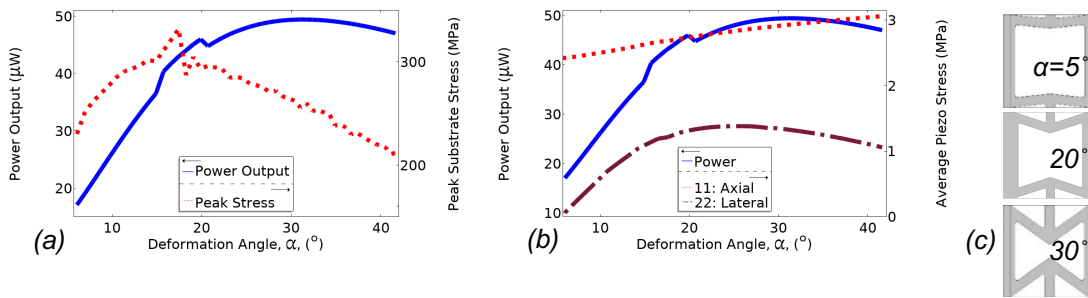 50
40
30
20
Power Output (μW)
300
200
Peak Substrate Stress (MPa)
←
Power Output
→
Peak Stress
10 20 30 40
Deformation Angle, α, (°)
(a)
50
40
30
20
10
Power Output (μW)
3
2
1
0
Average Piezo Stress (MPa)
←
Power
→
11: Axial
22: Lateral
10 20 30 40
Deformation Angle, α, (°)
(b)
α=5°
20°
30°
(c)